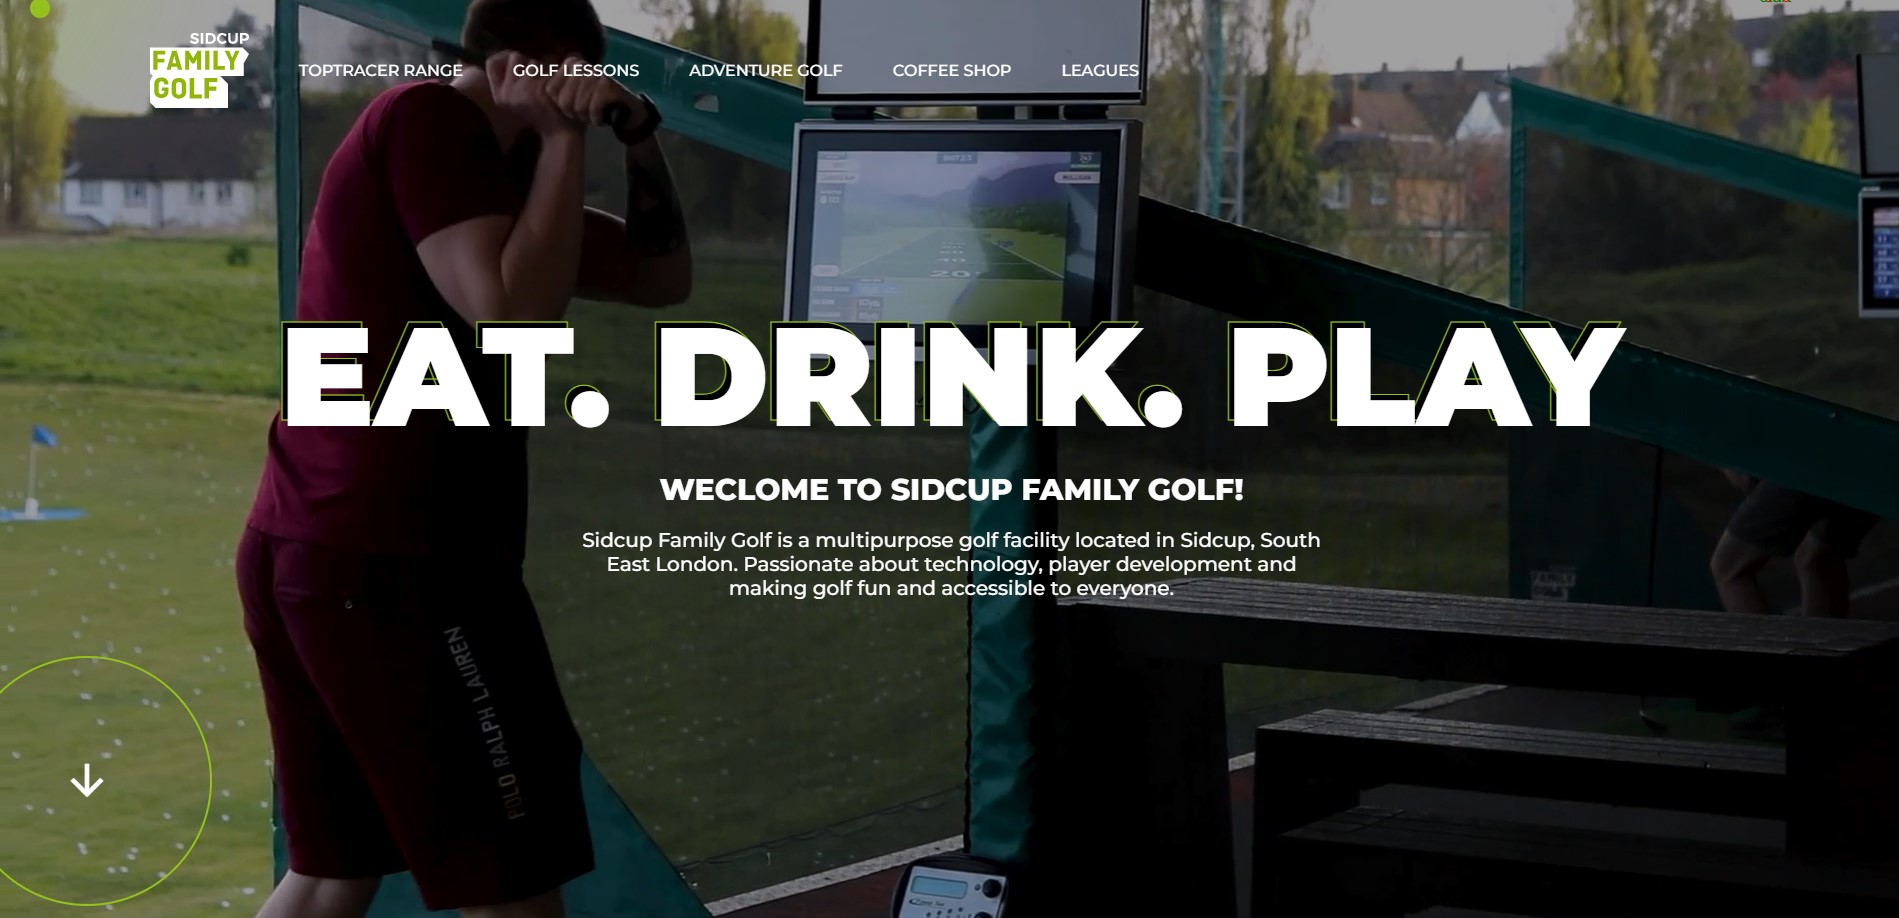 SIDCUP
FAMILY
GOLF
TOPTRACER RANGE
GOLF LESSONS
ADVENTURE GOLF
COFFEE SHOP
LEAGUES
EAT. DRINK. PLAY
WECLOME TO SIDCUP FAMILY GOLF!
Sidcup Family Golf is a multipurpose golf facility located in Sidcup, South
East London. Passionate about technology, player development and
making golf fun and accessible to everyone.
POLO RALPH LAUREN